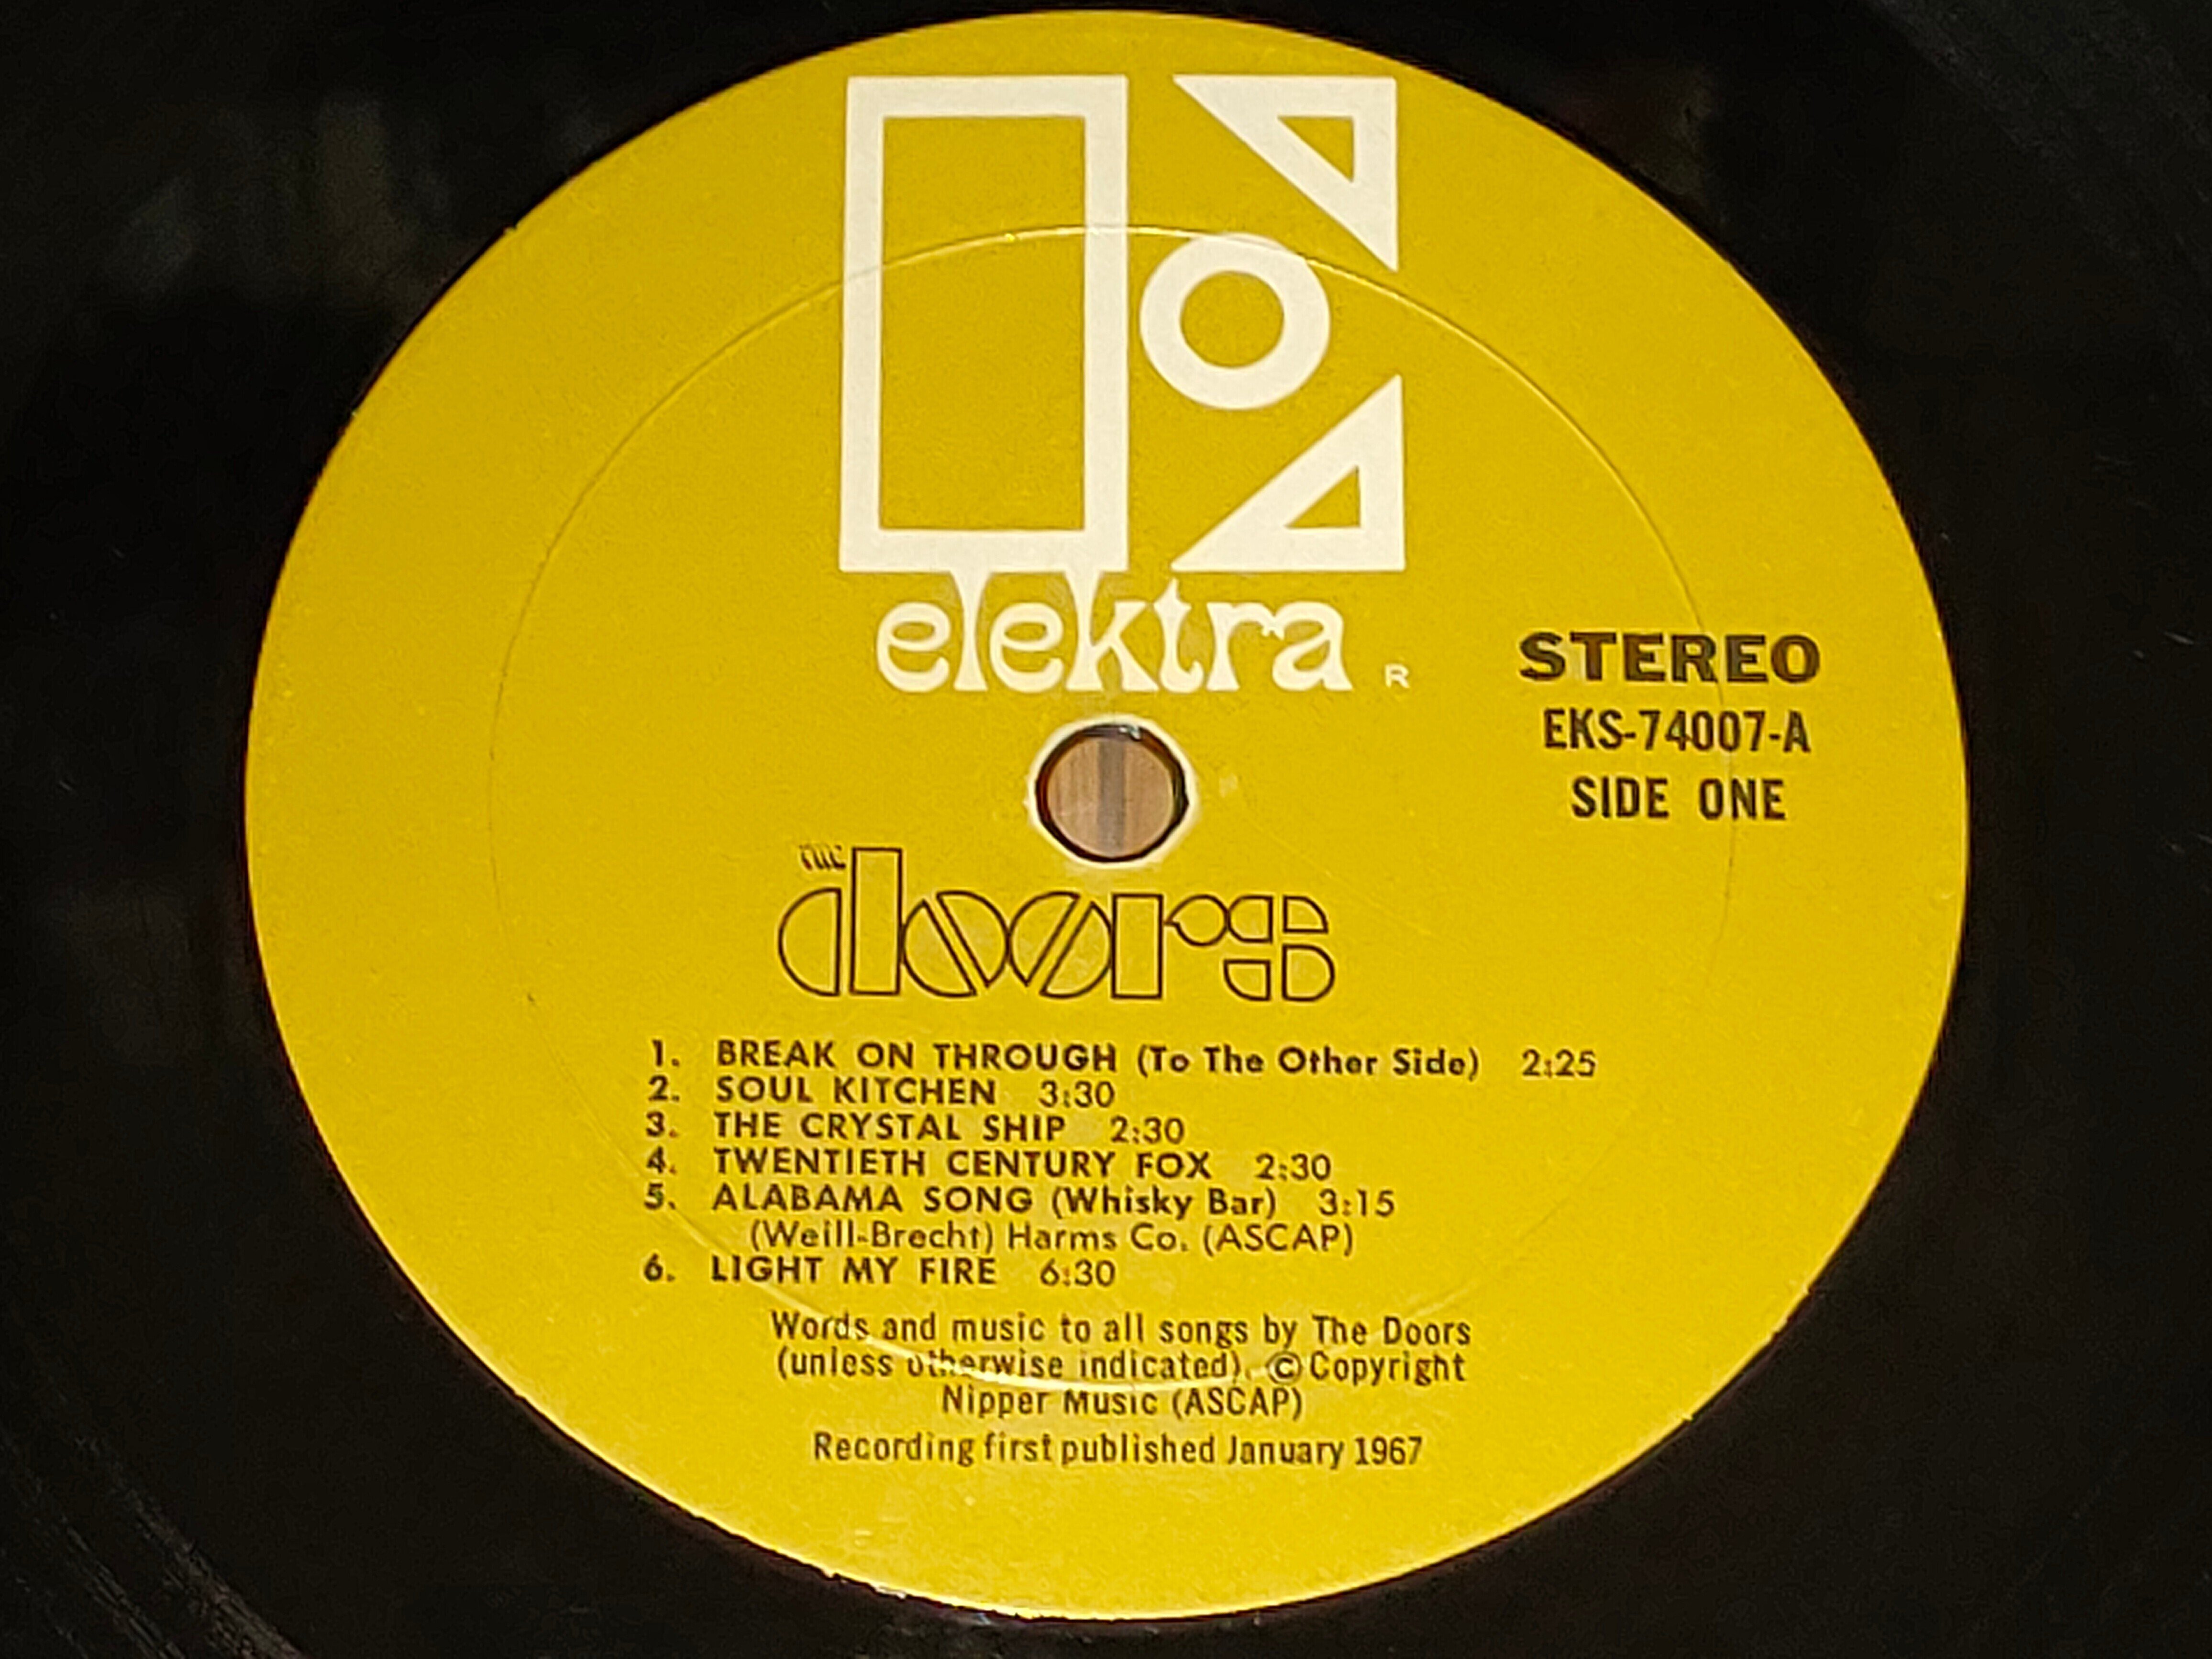 elektra R
STEREO
EKS-74007-A
SIDE ONE
THE
doors
1. BREAK ON THROUGH (To The Other Side) 2:25
2. SOUL KITCHEN 3:30
3. THE CRYSTAL SHIP 2:30
4. TWENTIETH CENTURY FOX 2:30
5. ALABAMA SONG (Whisky Bar) 3:15
(Weill-Brecht) Harms Co. (ASCAP)
6. LIGHT MY FIRE 6:30
Words and music to all songs by The Doors
(unless otherwise indicated). © Copyright
Nipper Music (ASCAP)
Recording first published January 1967